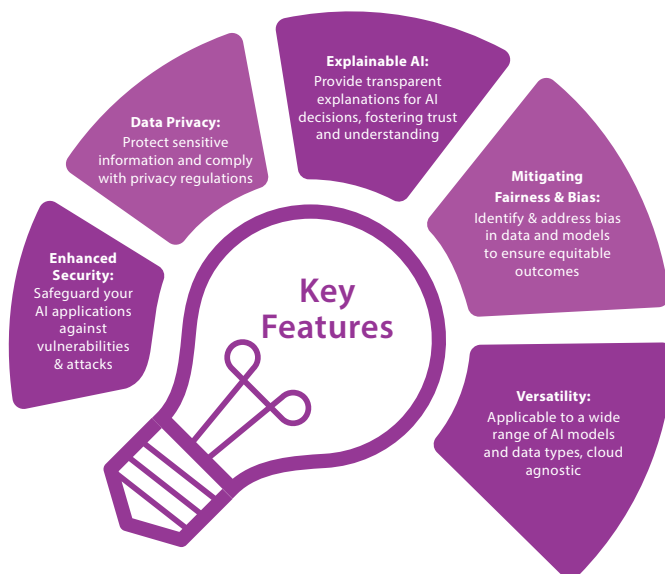 Explainable AI:
Provide transparent
explanations for AI
decisions, fostering trust
and understanding
Data Privacy:
Protect sensitive
information and comply
with privacy regulations
Mitigating
Fairness & Bias:
Identify & address bias
in data and models
to ensure equitable
outcomes
Enhanced
Security:
Safeguard your
AI applications
against
vulnerabilities
& attacks
Key
Features
Versatility:
Applicable to a wide
range of AI models
and data types, cloud
agnostic